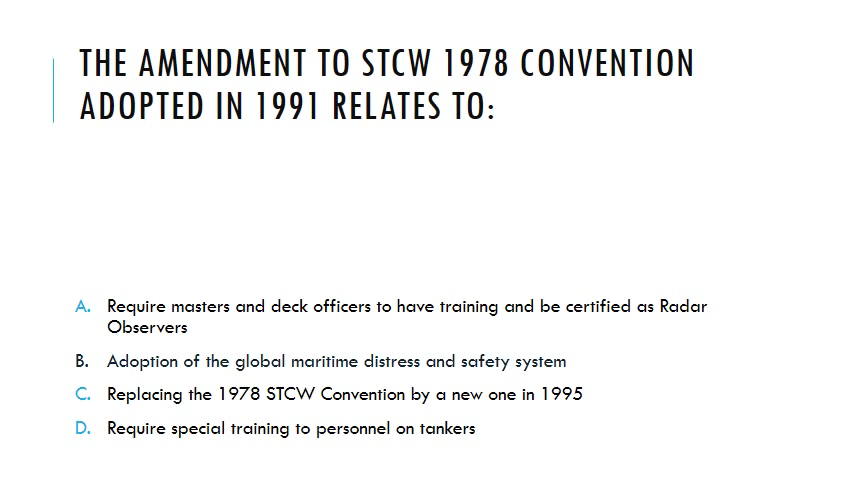 THE AMENDMENT TO STCW 1978 CONVENTION
ADOPTED IN 1991 RELATES TO:
A. Require masters and deck officers to have training and be certified as Radar
Observers
B. Adoption of the global maritime distress and safety system
C. Replacing the 1978 STCW Convention by a new one in 1995
D. Require special training to personnel on tankers